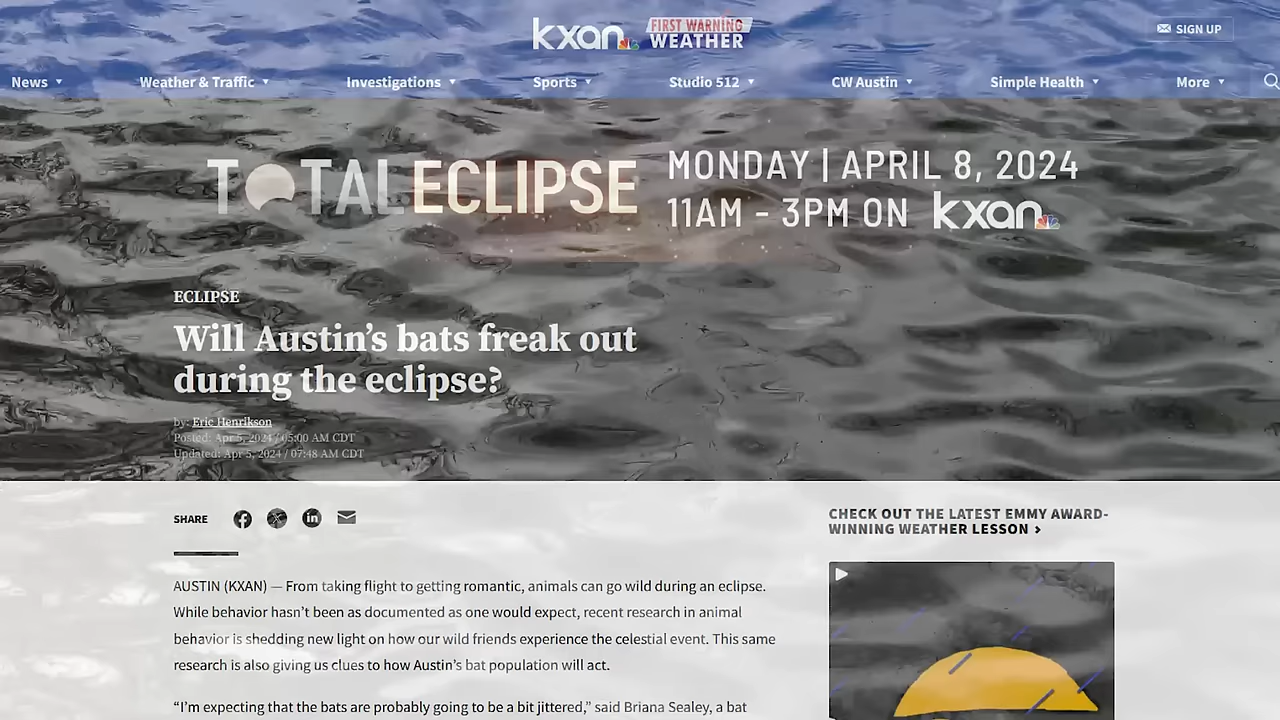 kxan FIRST WARNING
WEATHER
SIGN UP
News Weather & Traffic Investigations Sports Studio 512 CW Austin Simple Health More
TOTAL ECLIPSE MONDAY | APRIL 8, 2024
11AM - 3PM ON kxan
ECLIPSE
Will Austin’s bats freak out
during the eclipse?
by: Eric Henrikson
Posted: Apr 5, 2024 / 05:00 AM CDT
Updated: Apr 5, 2024 / 07:48 AM CDT
SHARE
CHECK OUT THE LATEST EMMY AWARD-
WINNING WEATHER LESSON ›
AUSTIN (KXAN) — From taking flight to getting romantic, animals can go wild during an eclipse.
While behavior hasn’t been as documented as one would expect, recent research in animal
behavior is shedding new light on how our wild friends experience the celestial event. This same
research is also giving us clues to how Austin’s bat population will act.
“I’m expecting that the bats are probably going to be a bit jittered,” said Briana Sealey, a bat